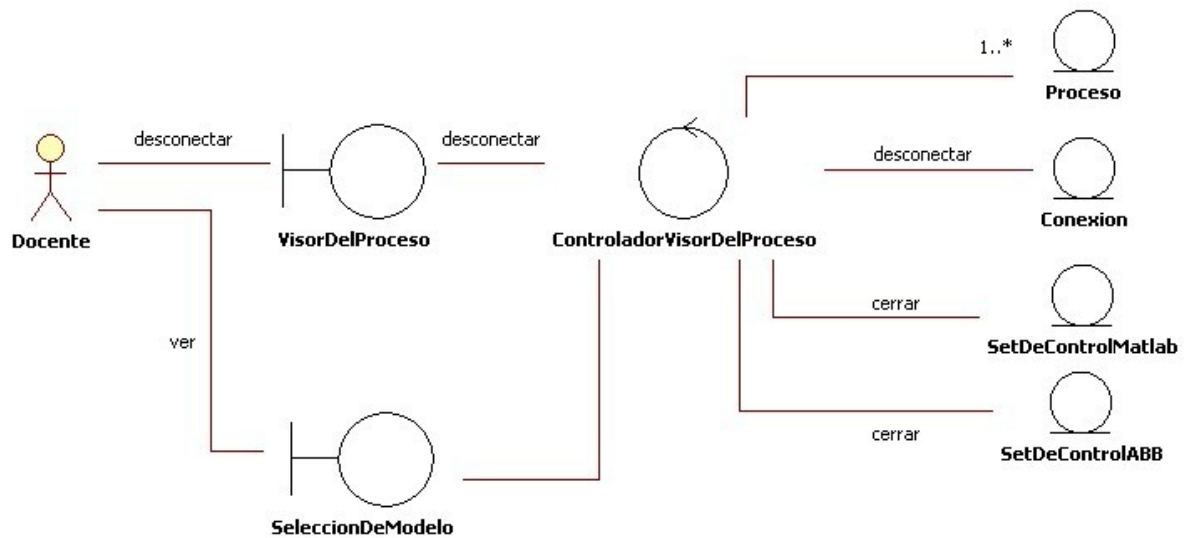 1..*
Proceso
desconectar
desconectar
desconectar
Docente
VisorDelProceso
ControladorVisorDelProceso
Conexion
cerrar
ver
SetDeControlMatlab
cerrar
SetDeControlABB
SeleccionDeModelo